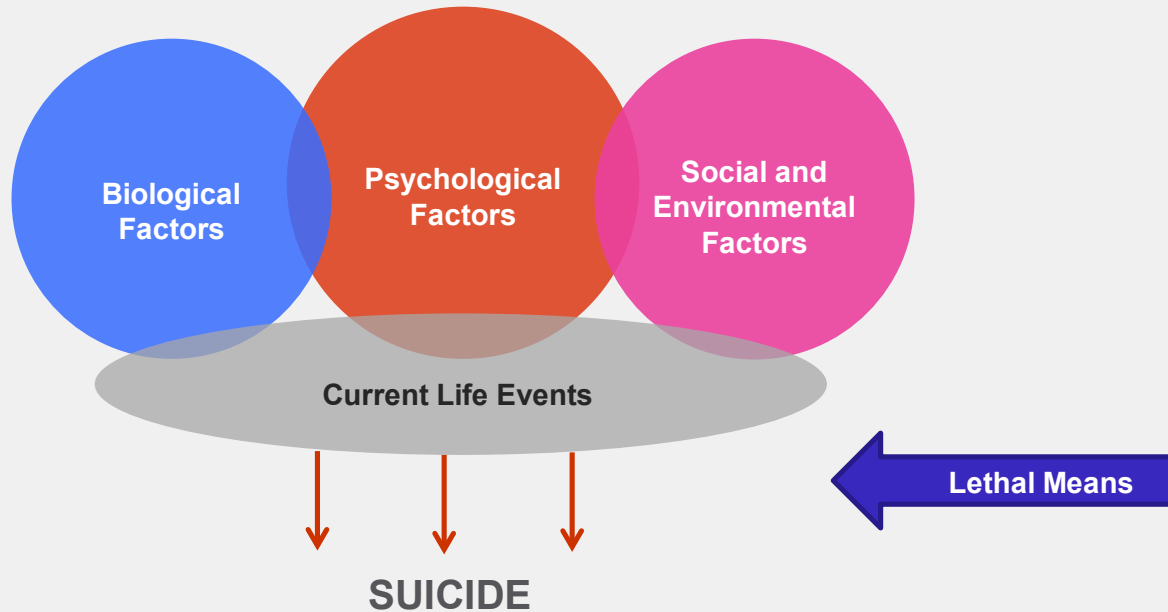 Biological
Factors
Psychological
Factors
Social and
Environmental
Factors
Current Life Events
Lethal Means
SUICIDE